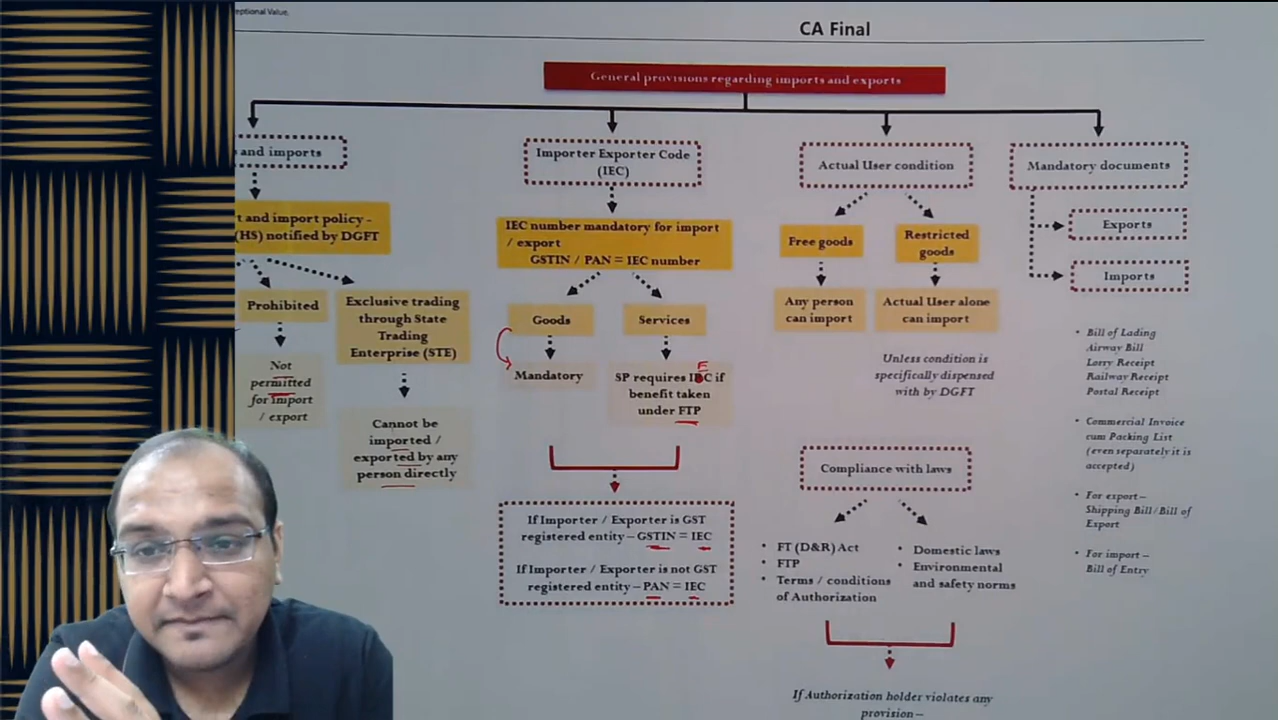 eptional Value.
CA Final
General provisions regarding imports and exports
and imports
t and import policy -
(HS) notified by DGFT
Prohibited
Not
permitted
for import
/ export
Exclusive trading
through State
Trading
Enterprise (STE)
Cannot be
imported /
exported by any
person directly
Importer Exporter Code
(IEC)
IEC number mandatory for import
/ export
GSTIN / PAN = IEC number
Goods
Mandatory
Services
SP requires IEC if
benefit taken
under FTP
If Importer / Exporter is GST
registered entity – GSTIN = IEC
If Importer / Exporter is not GST
registered entity – PAN = IEC
Actual User condition
Free goods
Any person
can import
Restricted
goods
Actual User alone
can import
Unless condition is
specifically dispensed
with by DGFT
Compliance with laws
• FT (D&R) Act
• FTP
• Terms / conditions
of Authorization
• Domestic laws
• Environmental
and safety norms
If Authorization holder violates any
provision –
Mandatory documents
Exports
Imports
• Bill of Lading
Airway Bill
Lorry Receipt
Railway Receipt
Postal Receipt
• Commercial Invoice
cum Packing List
(even separately it is
accepted)
• For export –
Shipping Bill/Bill of
Export
• For import –
Bill of Entry